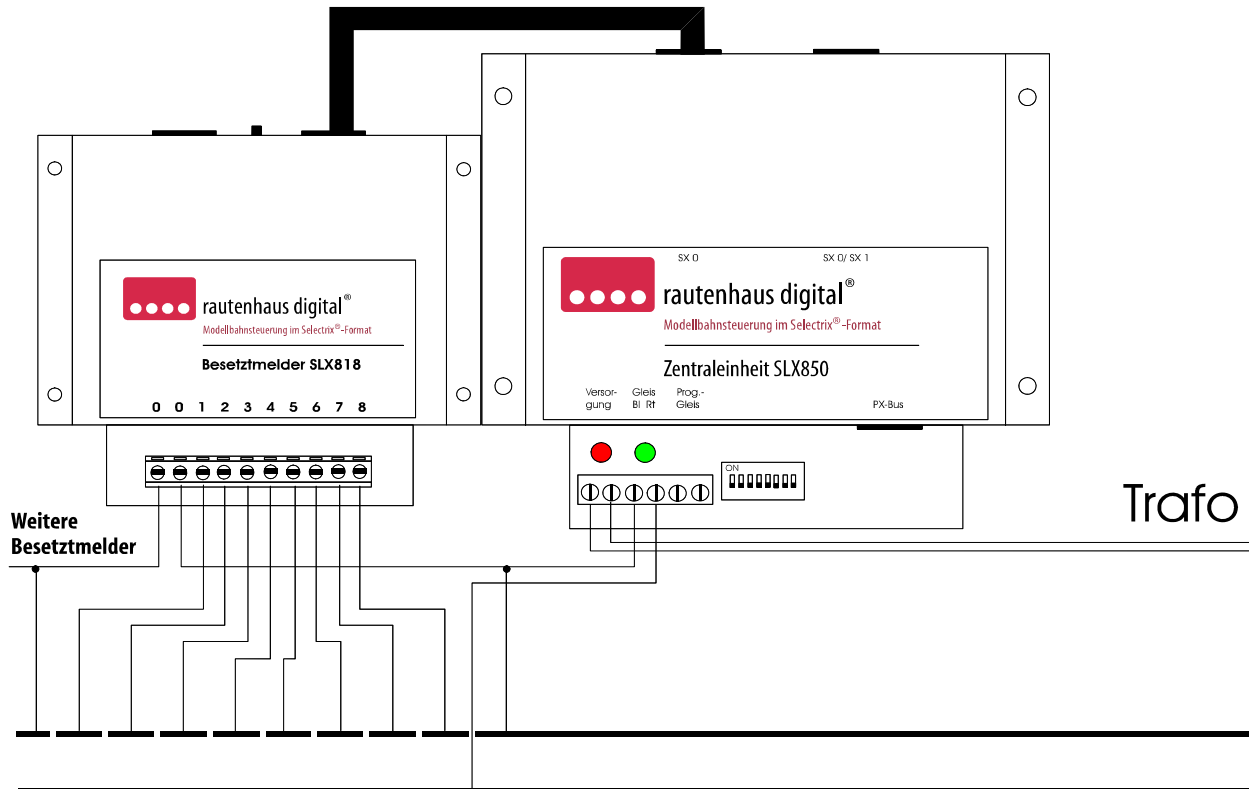 SX 0 SX 0/ SX 1
rautenhaus digital®
Modellbahnsteuerung im Selectrix®-Format
Besetztmelder SLX818
0 0 1 2 3 4 5 6 7 8
rautenhaus digital®
Modellbahnsteuerung im Selectrix®-Format
Zentraleinheit SLX850
Versor- Gleis Prog.-
gung Bl Rt Gleis PX-Bus
ON
Trafo
Weitere
Besetztmelder